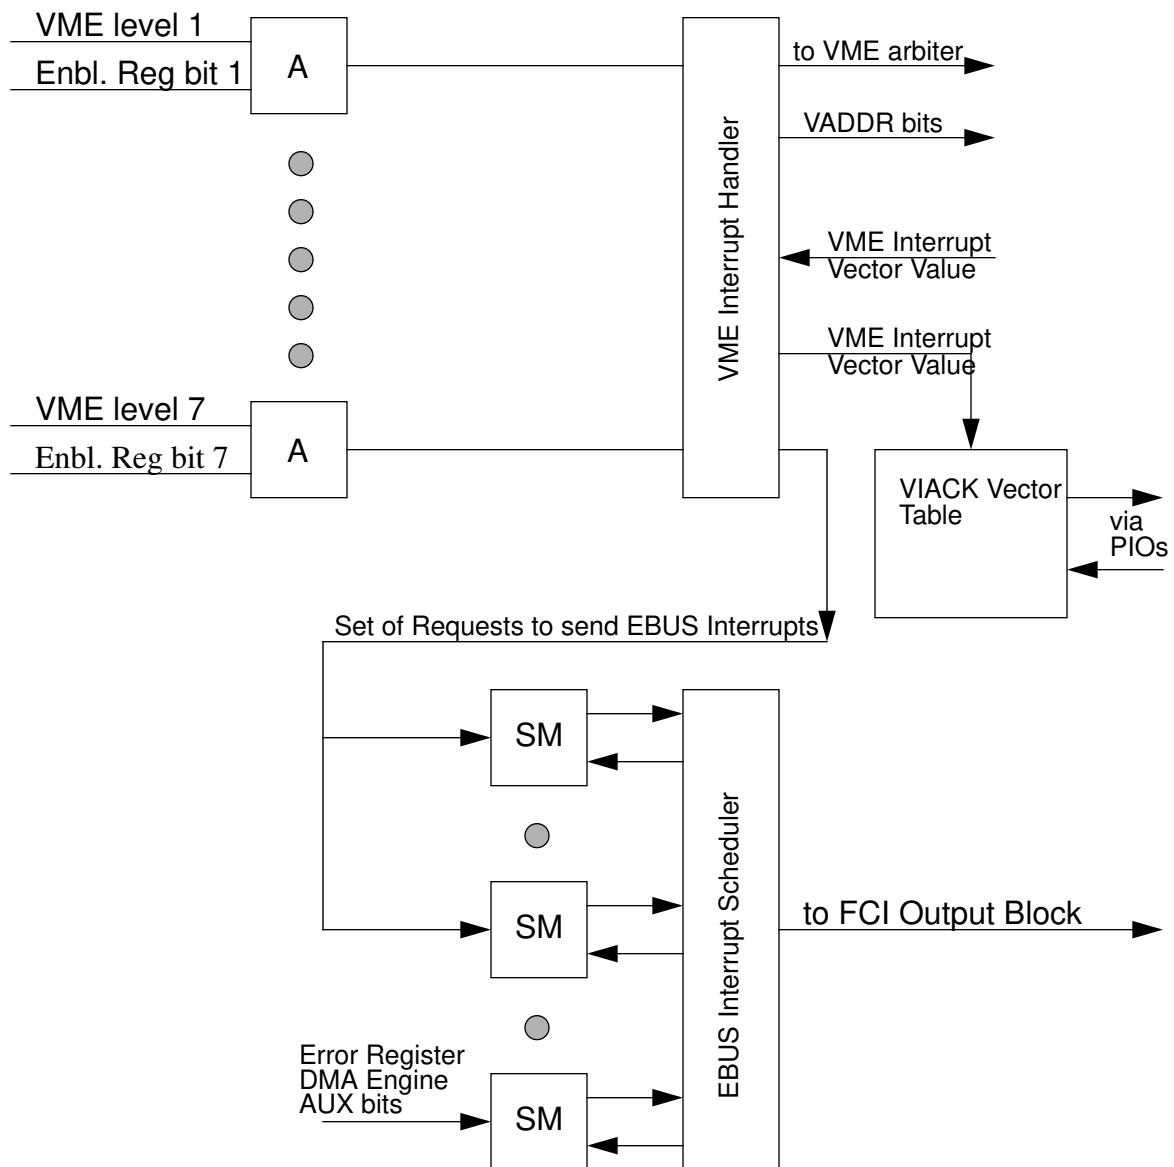 VME level 1
Enbl. Reg bit 1
A
to VME arbiter
VADDR bits
VME Interrupt Handler
VME Interrupt
Vector Value
VME Interrupt
Vector Value
VME level 7
Enbl. Reg bit 7
A
VIACK Vector
Table
via
PIOs
Set of Requests to send EBUS Interrupts
SM
SM
EBUS Interrupt Scheduler
to FCI Output Block
Error Register
DMA Engine
AUX bits
SM